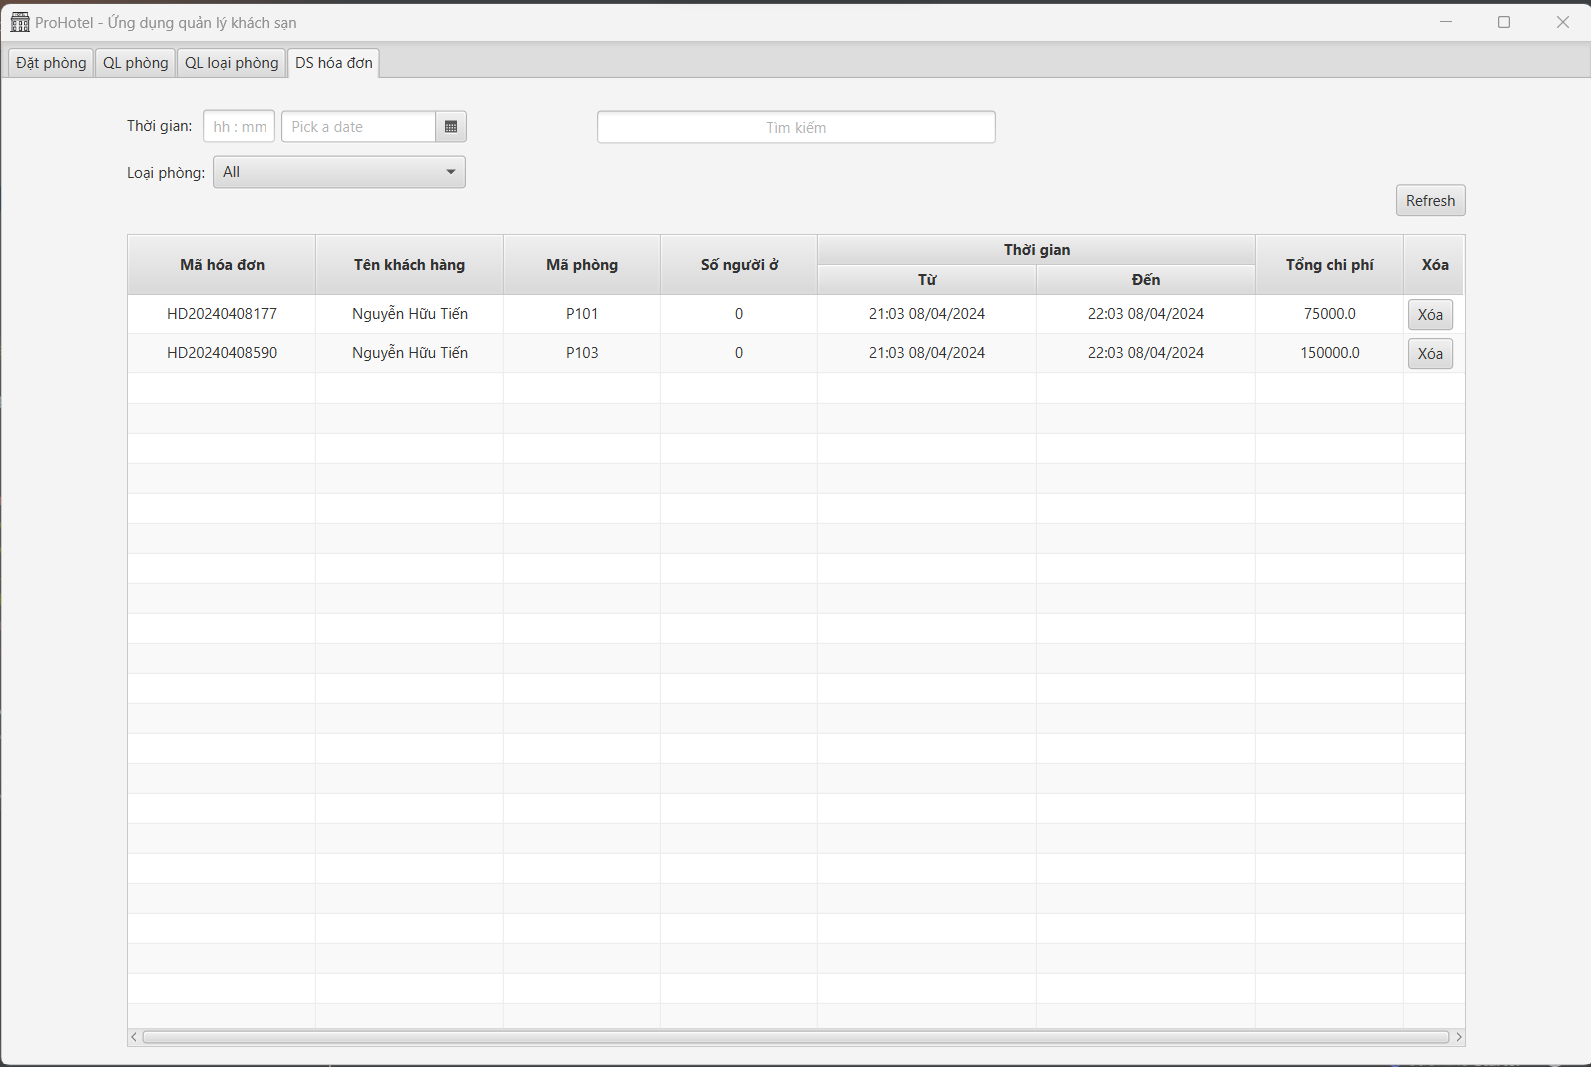 ProHotel - Ứng dụng quản lý khách sạn
Đặt phòng QL phòng QL loại phòng DS hóa đơn
Thời gian: hh : mm Pick a date Tìm kiếm
Loại phòng: All
Refresh
Mã hóa đơn Tên khách hàng Mã phòng Số người ở Thời gian Tổng chi phí Xóa
Từ Đến
HD20240408177 Nguyễn Hữu Tiến P101 0 21:03 08/04/2024 22:03 08/04/2024 75000.0 Xóa
HD20240408590 Nguyễn Hữu Tiến P103 0 21:03 08/04/2024 22:03 08/04/2024 150000.0 Xóa